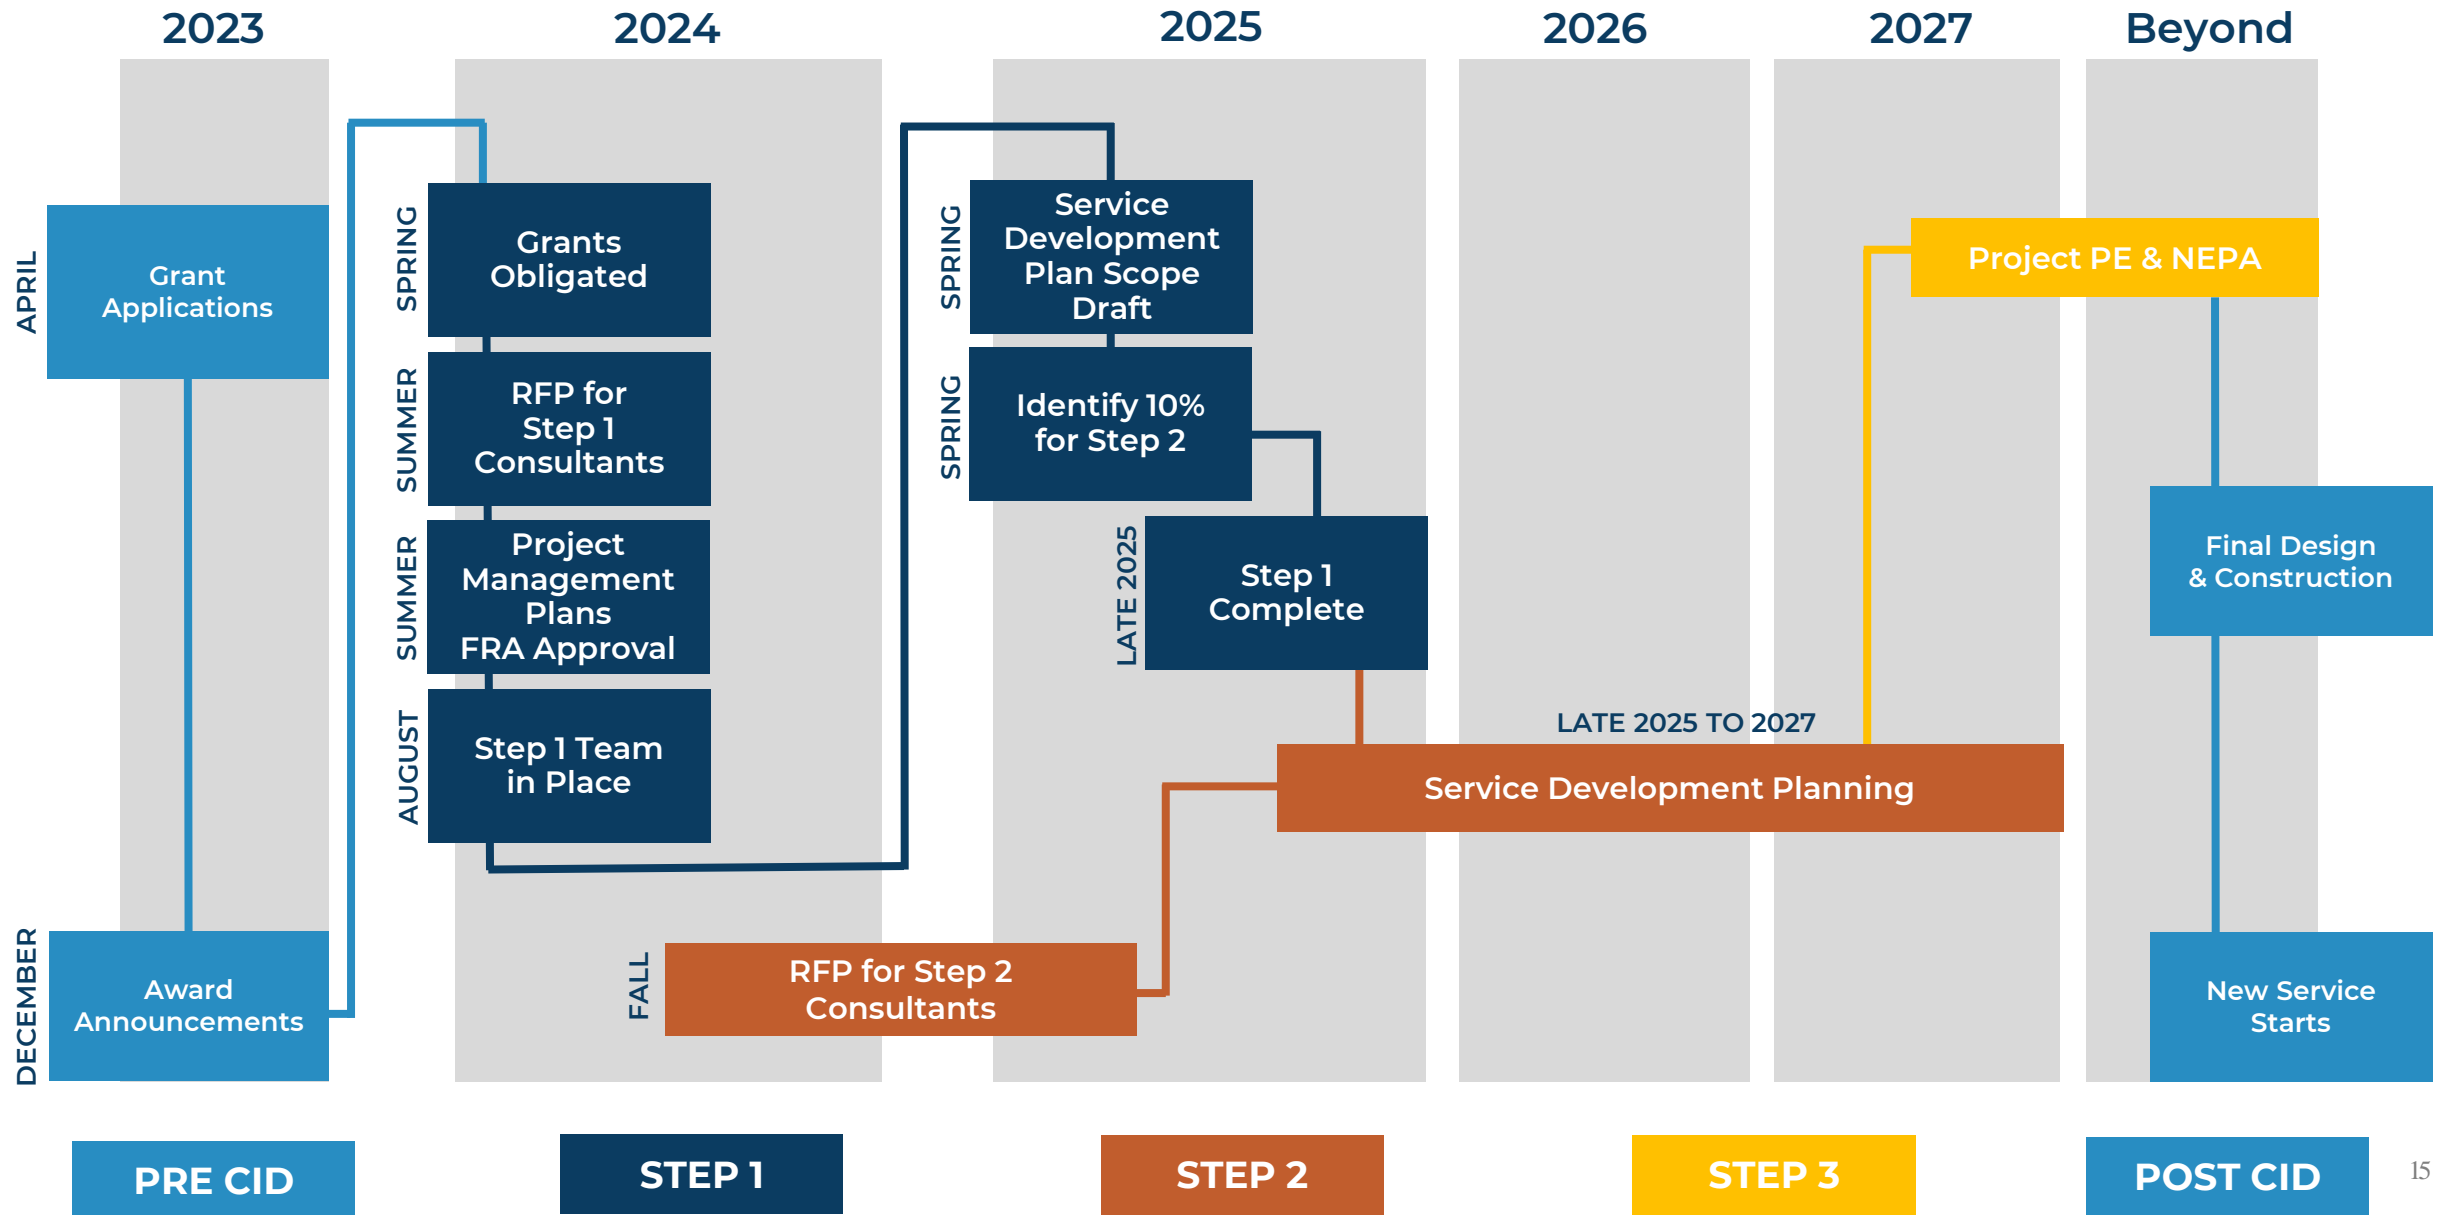 2023
2024
2025
2026
2027
Beyond
APRIL
Grant
Applications
DECEMBER
Award
Announcements
SPRING
Grants
Obligated
SUMMER
RFP for
Step 1
Consultants
SUMMER
Project
Management
Plans
FRA Approval
AUGUST
Step 1 Team
in Place
FALL
RFP for Step 2
Consultants
SPRING
Service
Development
Plan Scope
Draft
SPRING
Identify 10%
for Step 2
LATE 2025
Step 1
Complete
LATE 2025 TO 2027
Service Development Planning
Project PE & NEPA
Final Design
& Construction
New Service
Starts
PRE CID
STEP 1
STEP 2
STEP 3
POST CID
15